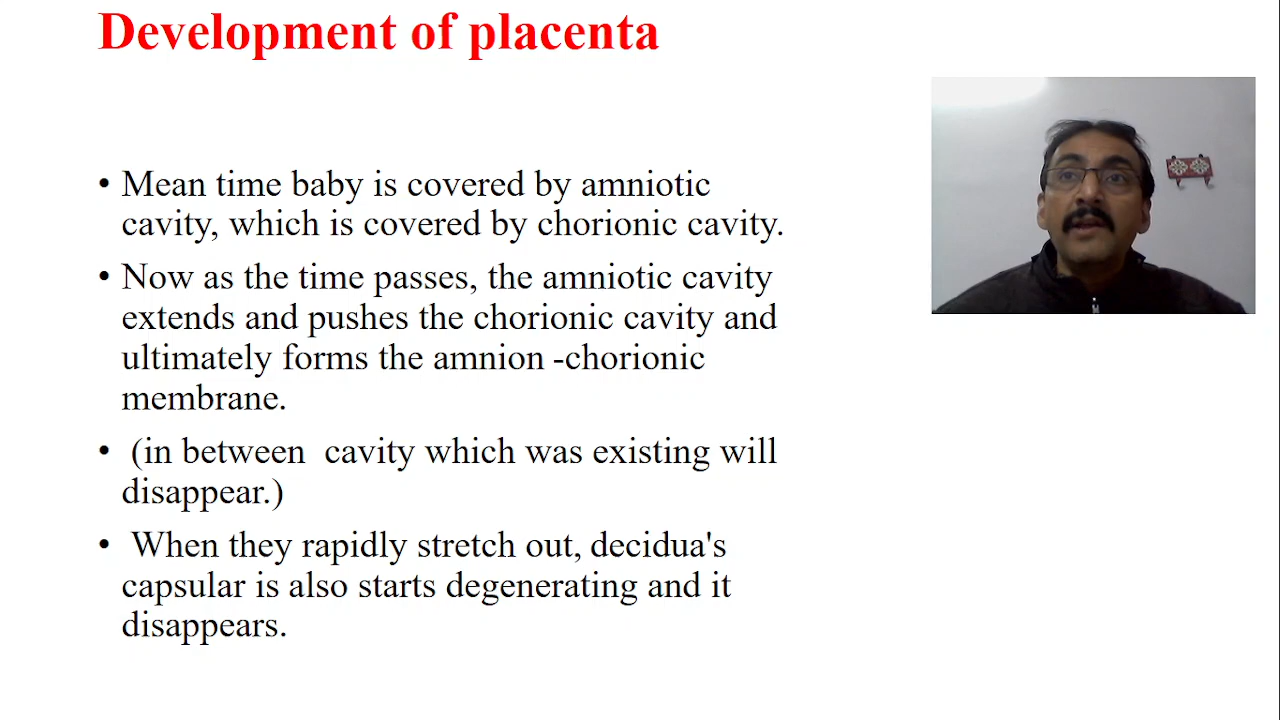 Development of placenta
• Mean time baby is covered by amniotic
cavity, which is covered by chorionic cavity.
• Now as the time passes, the amniotic cavity
extends and pushes the chorionic cavity and
ultimately forms the amnion -chorionic
membrane.
• (in between cavity which was existing will
disappear.)
• When they rapidly stretch out, decidua's
capsular is also starts degenerating and it
disappears.